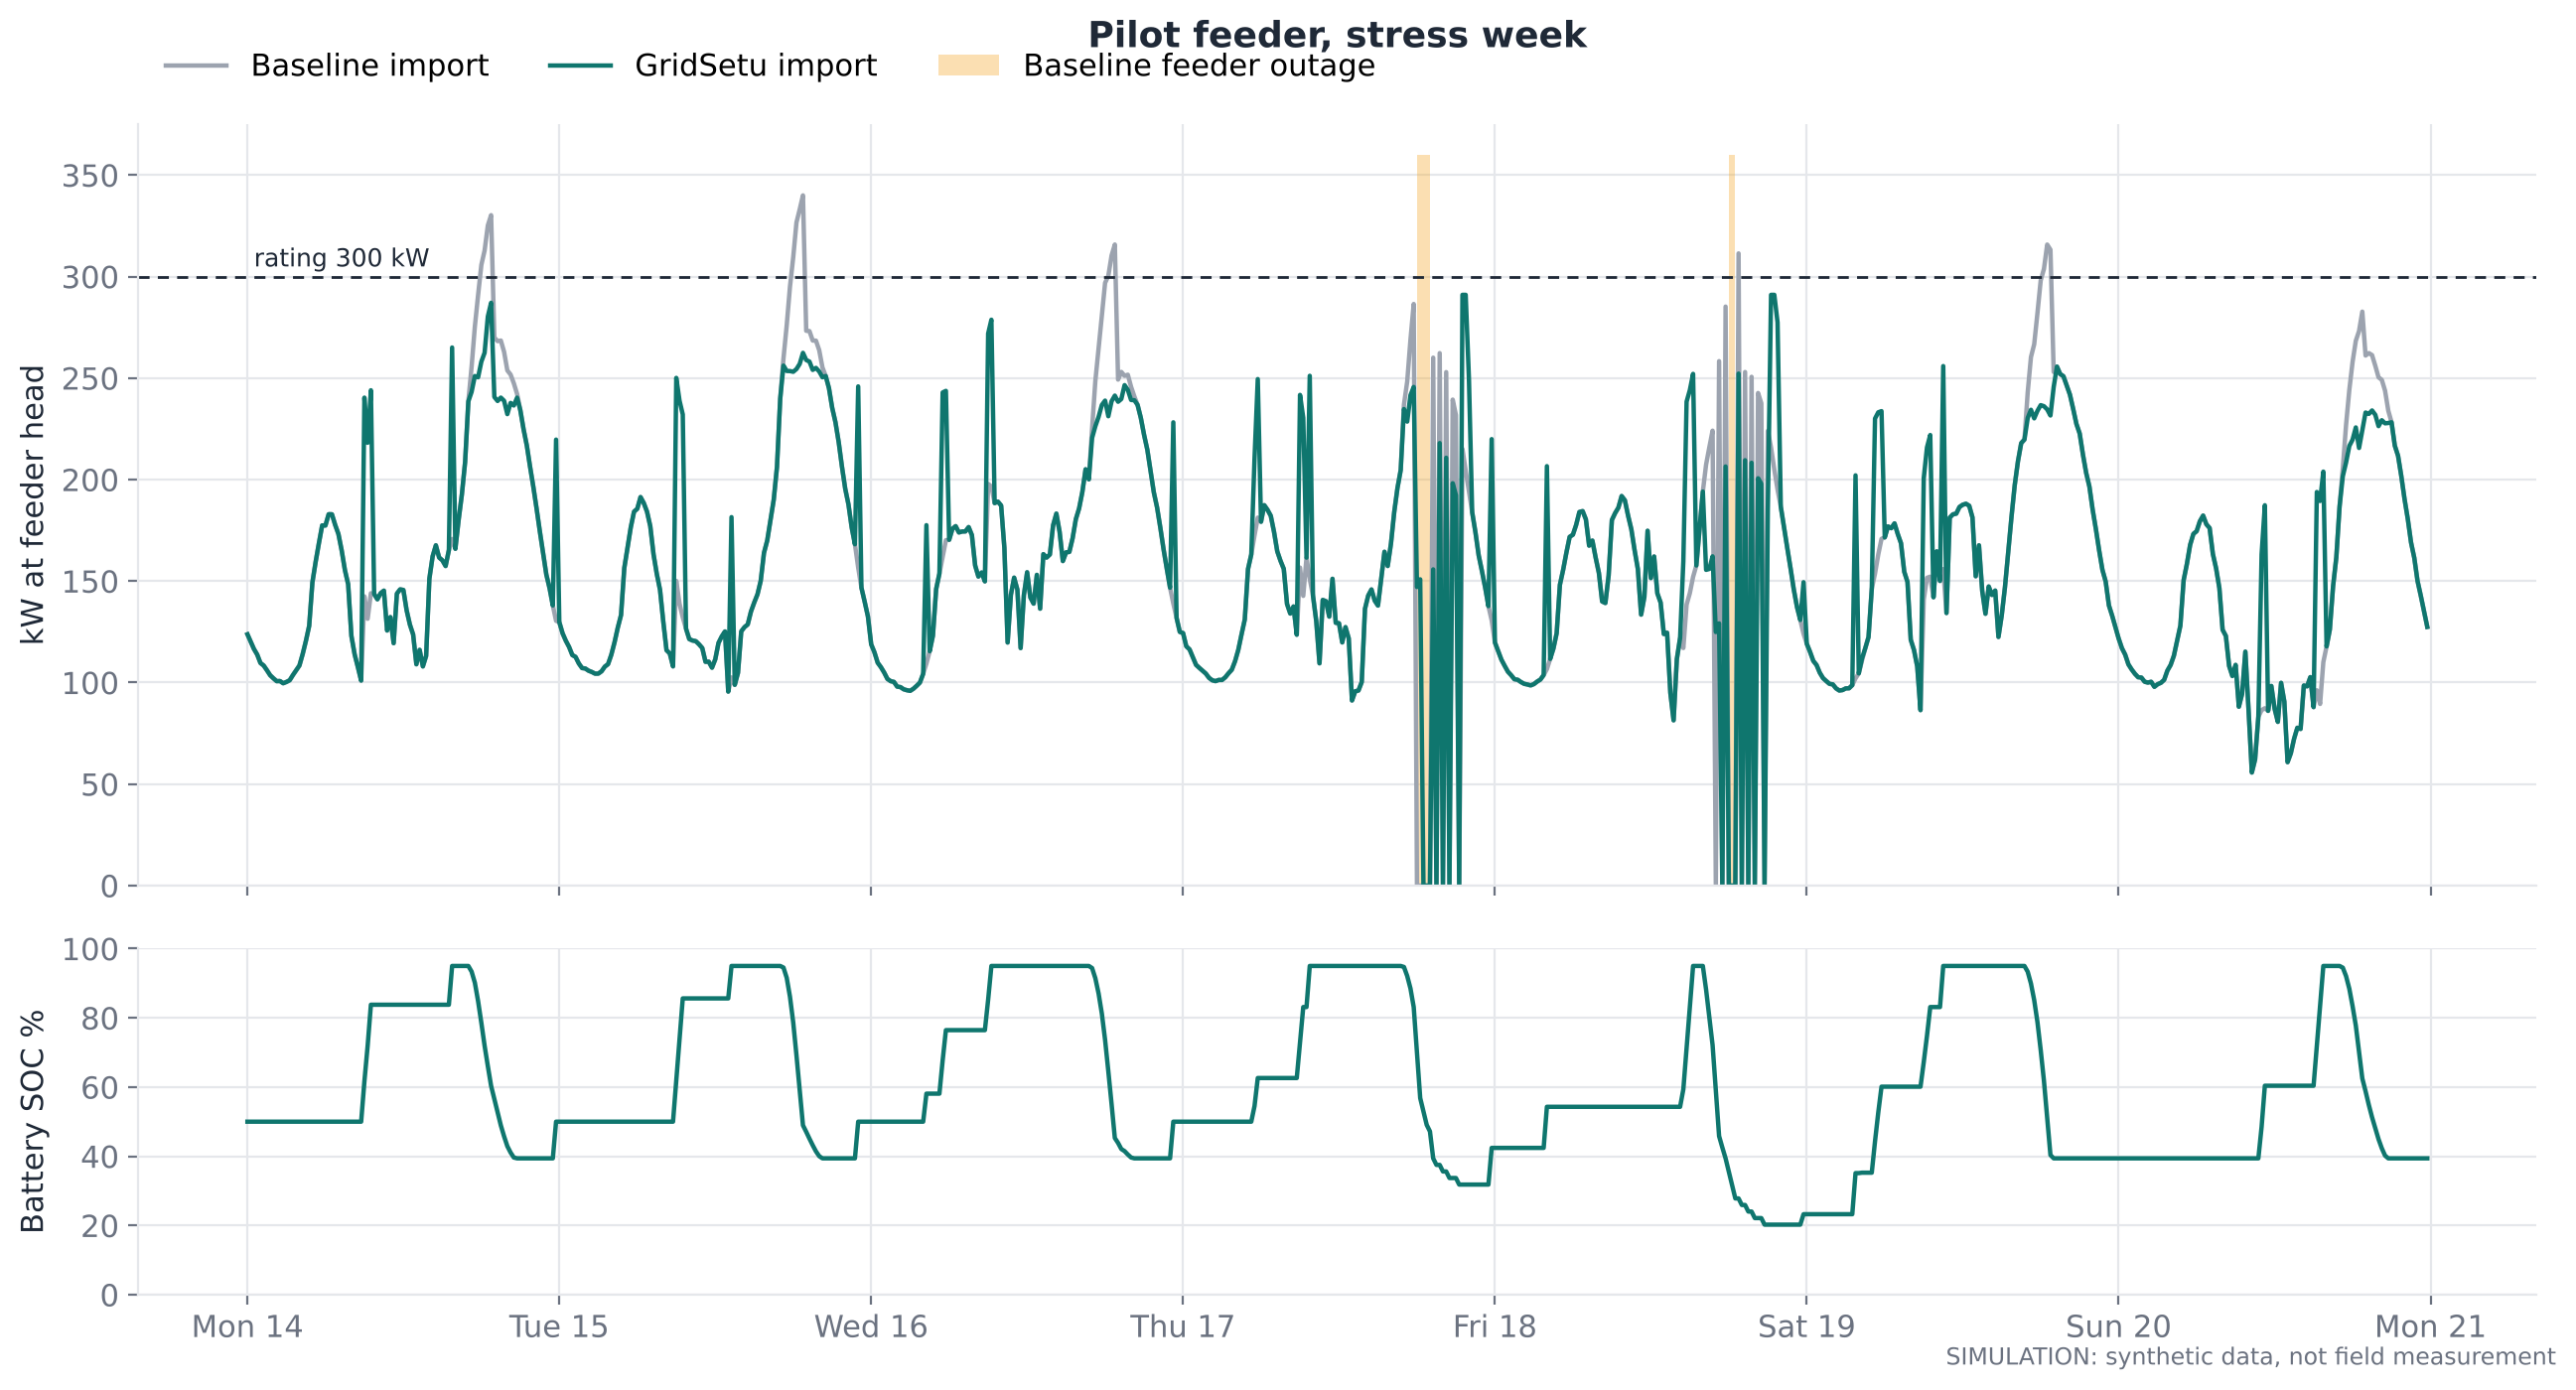 Pilot feeder, stress week
Baseline import GridSetu import Baseline feeder outage
kW at feeder head
350
300
250
200
150
100
50
0
rating 300 kW
Battery SOC %
100
80
60
40
20
0
Mon 14 Tue 15 Wed 16 Thu 17 Fri 18 Sat 19 Sun 20 Mon 21
SIMULATION: synthetic data, not field measurement